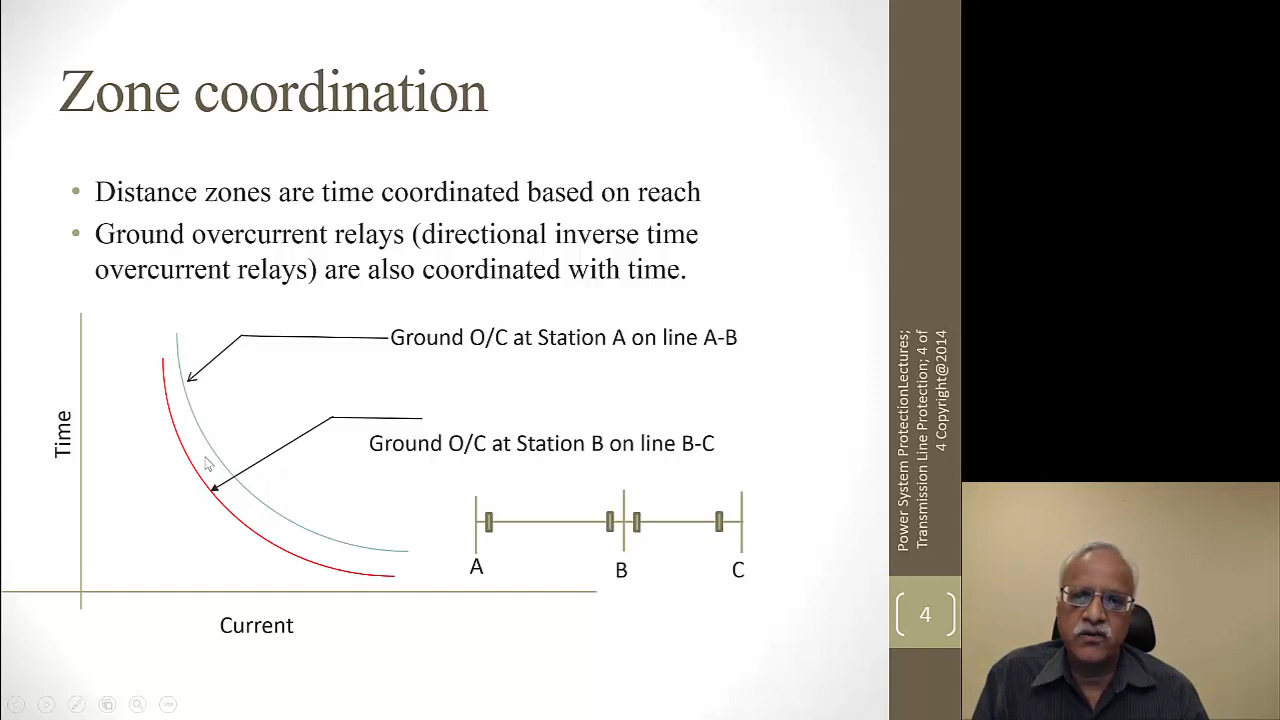 Zone coordination
• Distance zones are time coordinated based on reach
• Ground overcurrent relays (directional inverse time
overcurrent relays) are also coordinated with time.
Ground O/C at Station A on line A-B
Ground O/C at Station B on line B-C
Time
A
B
C
Current
Power System ProtectionLectures;
Transmission Line Protection; 4 of
4 Copyright@2014
4